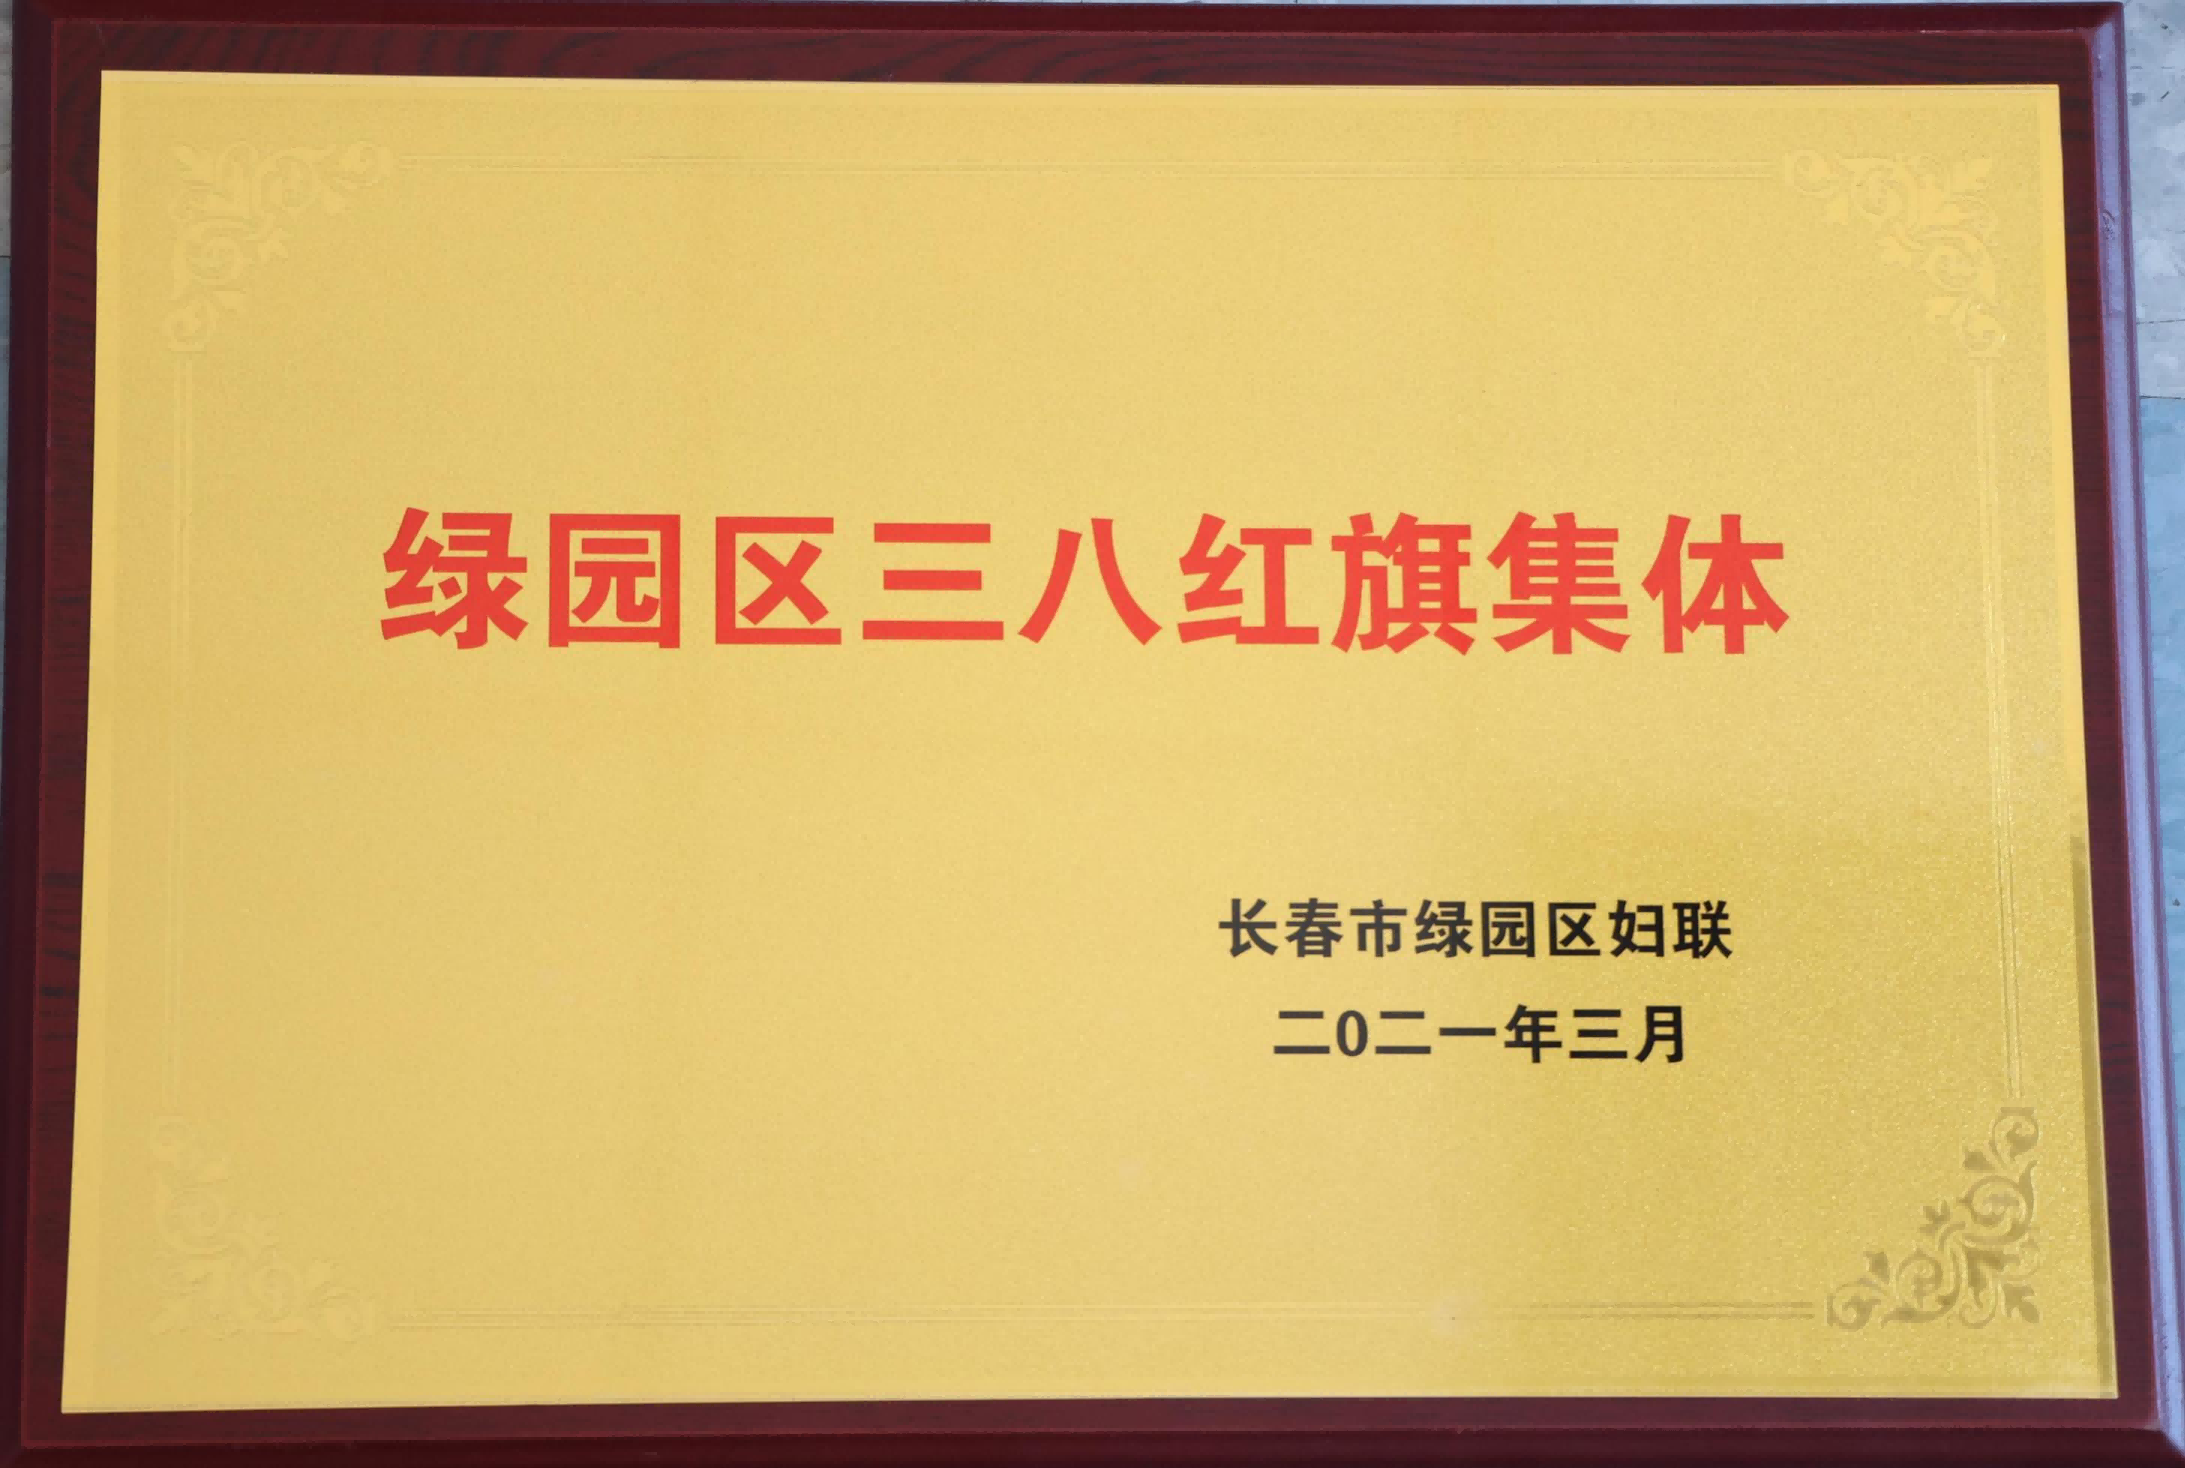 绿园区三八红旗集体
长春市绿园区妇联
二0二一年三月